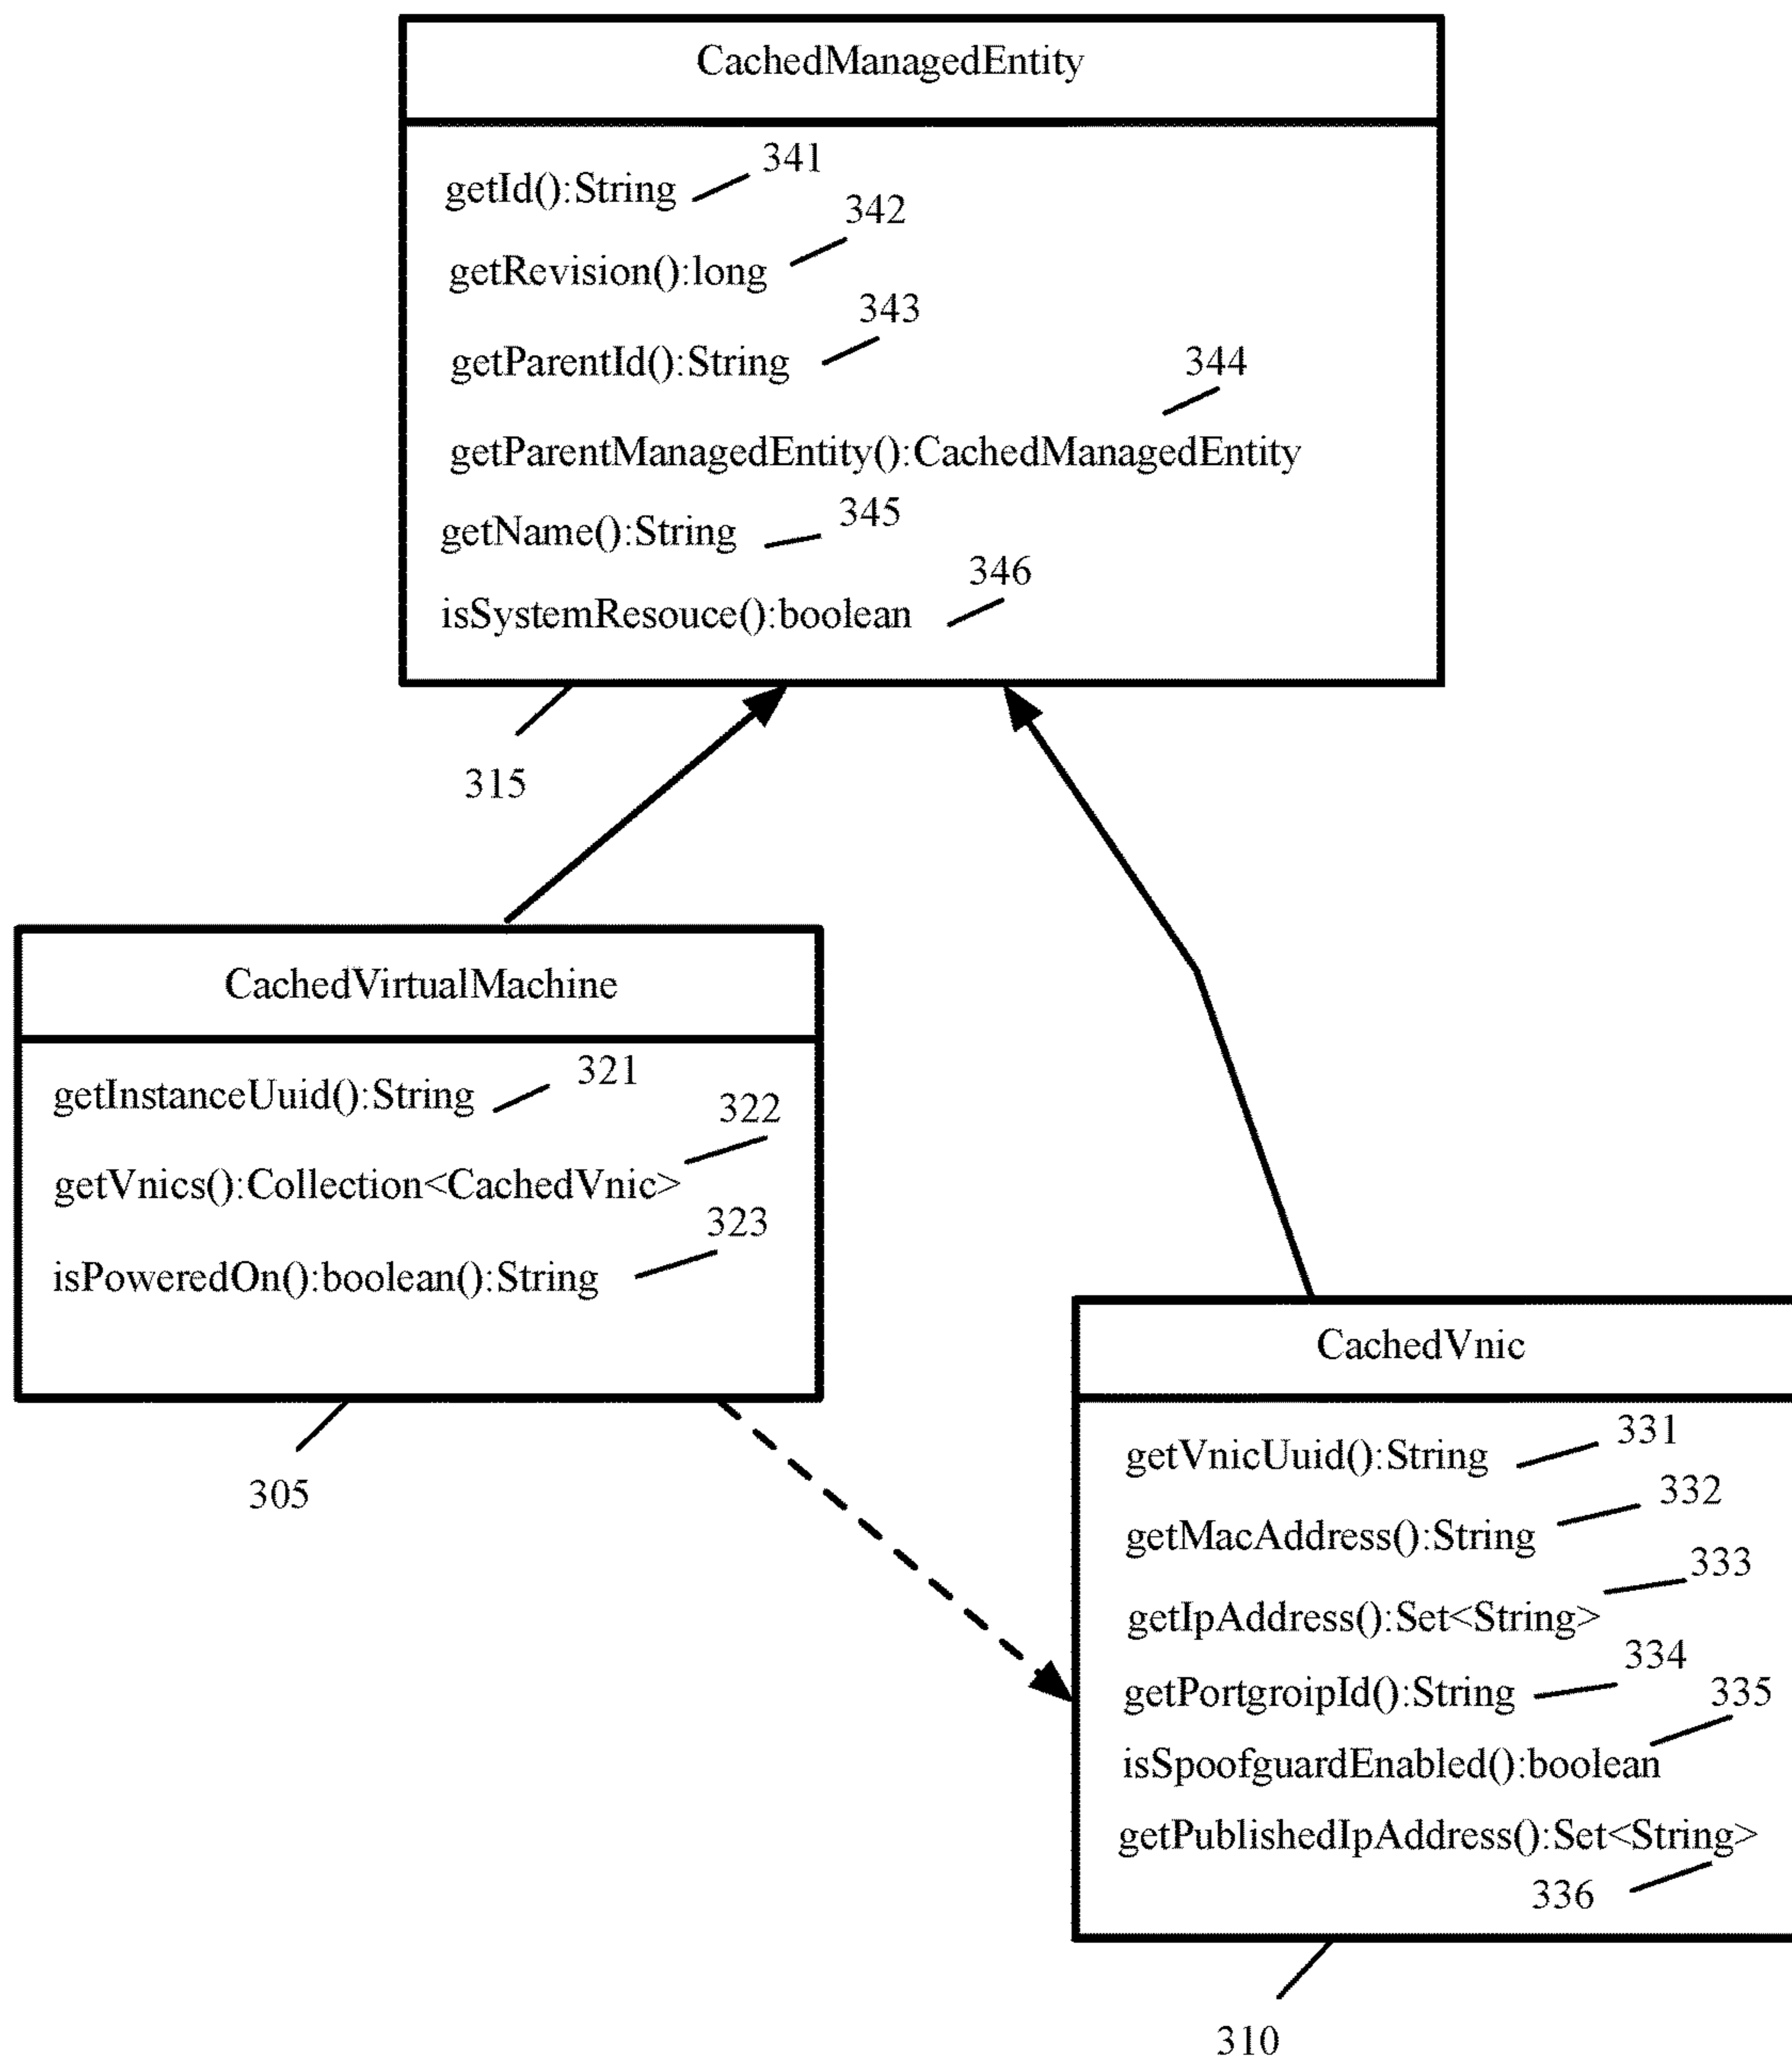 CachedManagedEntity
341
getId():String
342
getRevision():long
343
getParentId():String
344
getParentManagedEntity():CachedManagedEntity
345
getName():String
346
isSystemResouce():boolean
315
CachedVirtualMachine
321
getInstanceUuid():String
322
getVnics():Collection<CachedVnic>
323
isPoweredOn():boolean():String
305
CachedVnic
331
getVnicUuid():String
332
getMacAddress():String
333
getIpAddress():Set<String>
334
getPortgroipId():String
335
isSpoofguardEnabled():boolean
getPublishedIpAddress():Set<String>
336
310